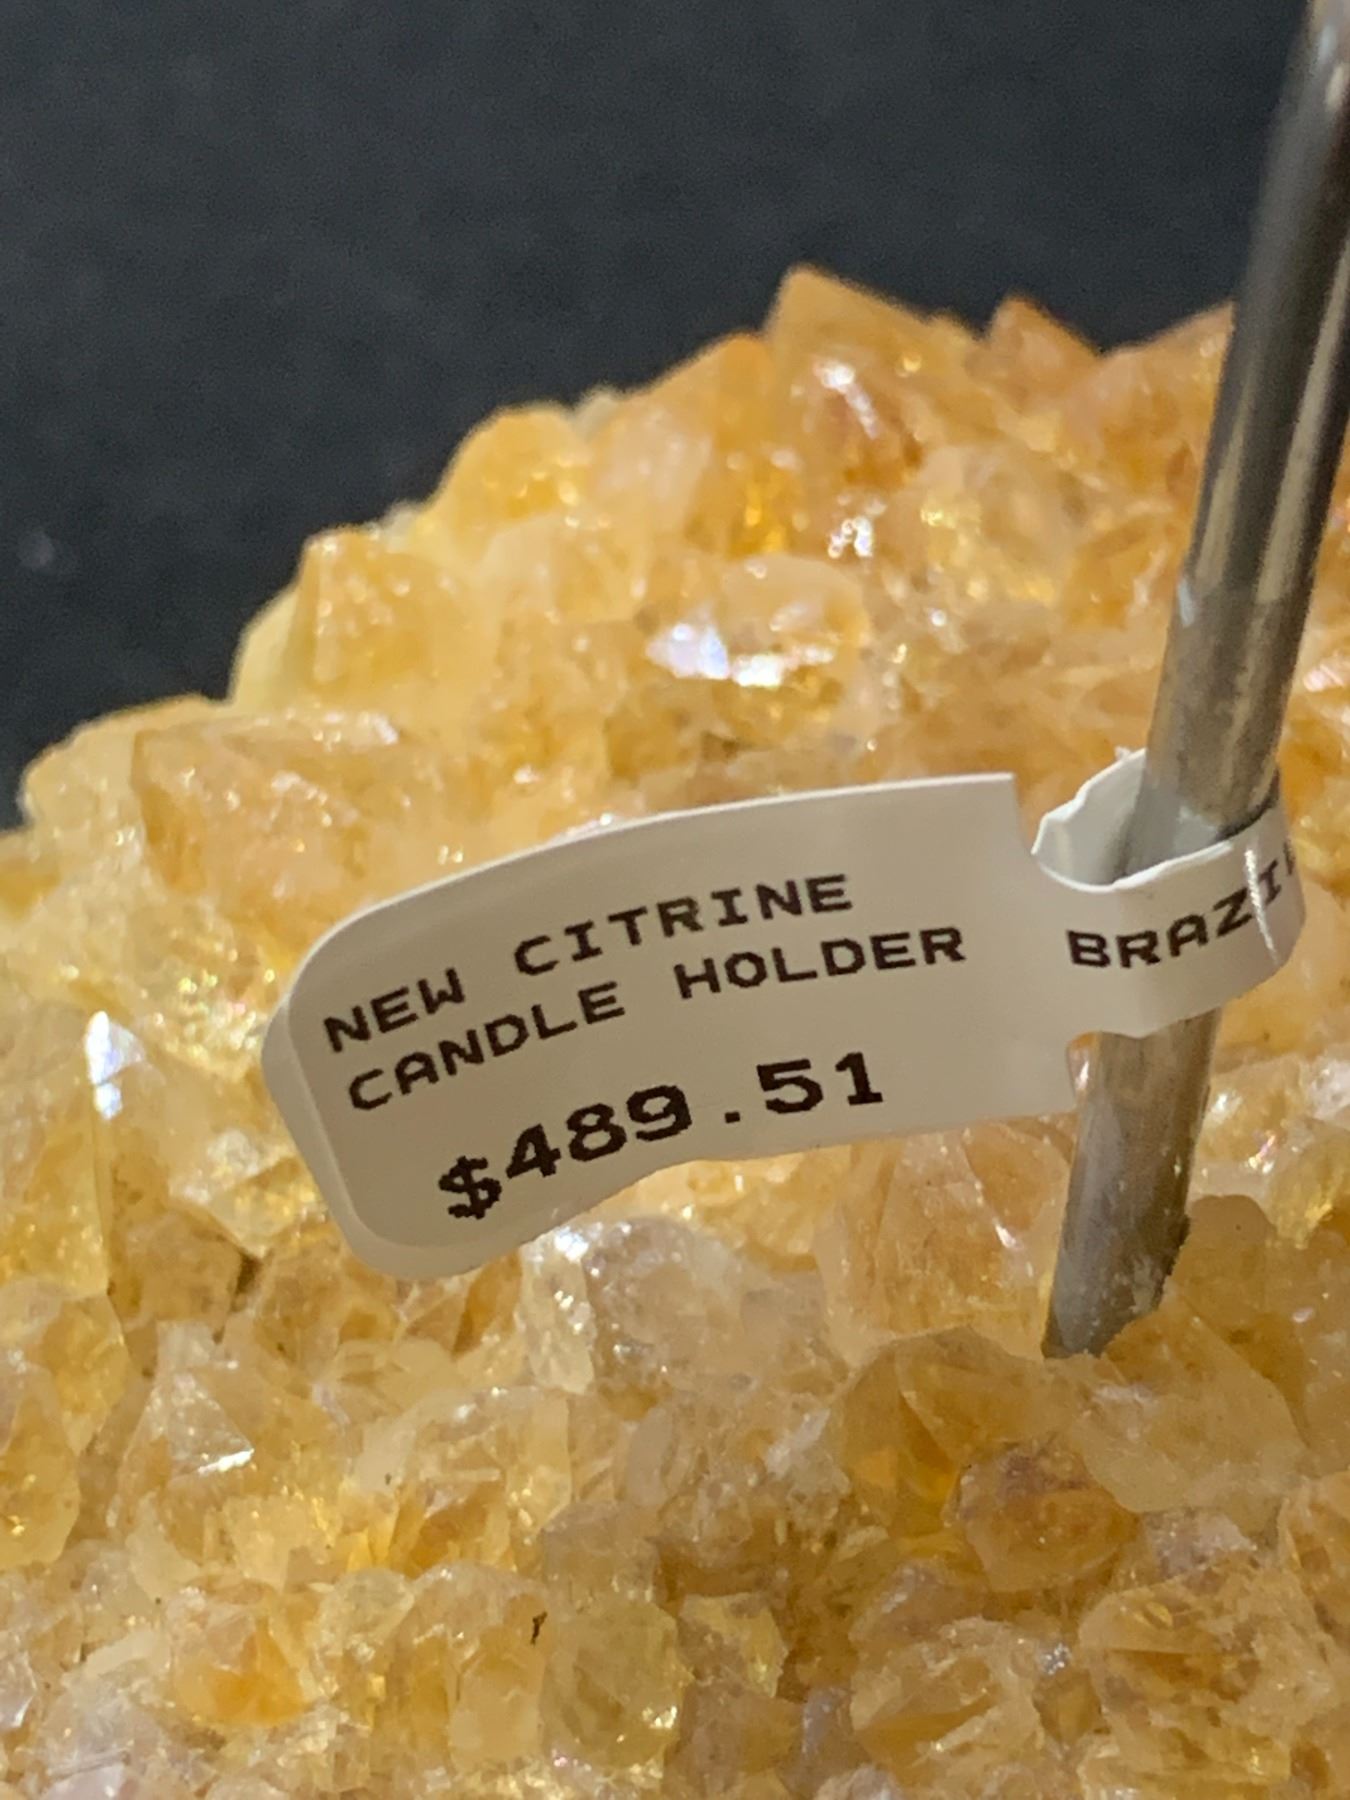 NEW CITRINE
CANDLE HOLDER
$489.51